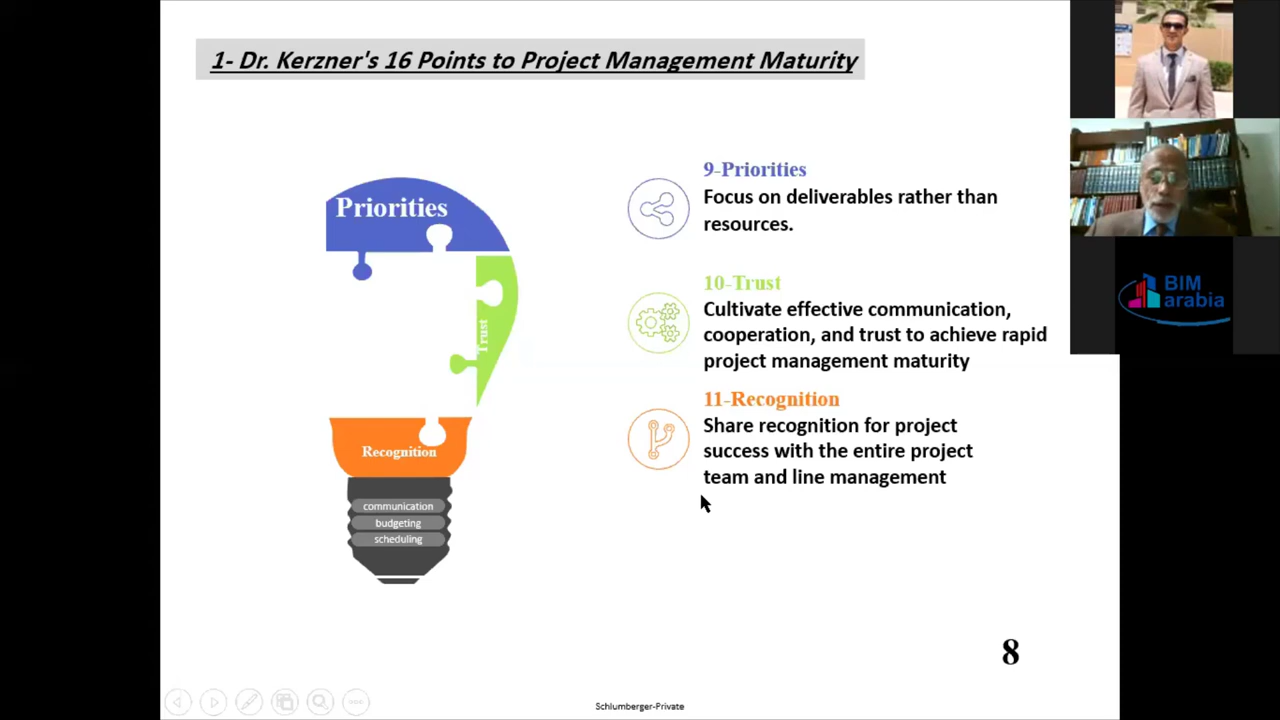 1- Dr. Kerzner's 16 Points to Project Management Maturity
Priorities
Trust
Recognition
communication
budgeting
scheduling
9-Priorities
Focus on deliverables rather than
resources.
10-Trust
Cultivate effective communication,
cooperation, and trust to achieve rapid
project management maturity
11-Recognition
Share recognition for project
success with the entire project
team and line management
8
Schlumberger-Private
BIM
arabia